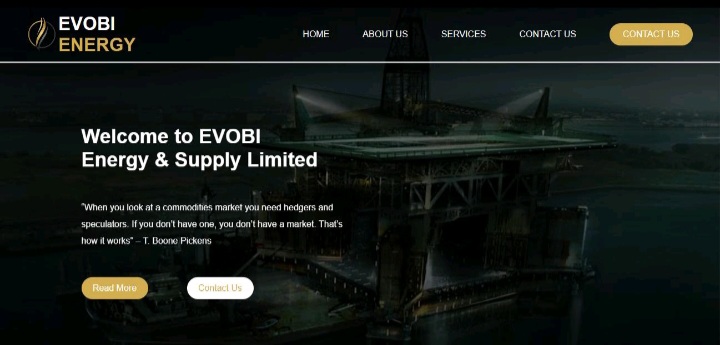 EVOBI
ENERGY
HOME
ABOUT US
SERVICES
CONTACT US
CONTACT US
Welcome to EVOBI
Energy & Supply Limited
"When you look at a commodities market you need hedgers and
speculators. If you don't have one, you don't have a market. That's
how it works" – T. Boone Pickens
Read More
Contact Us